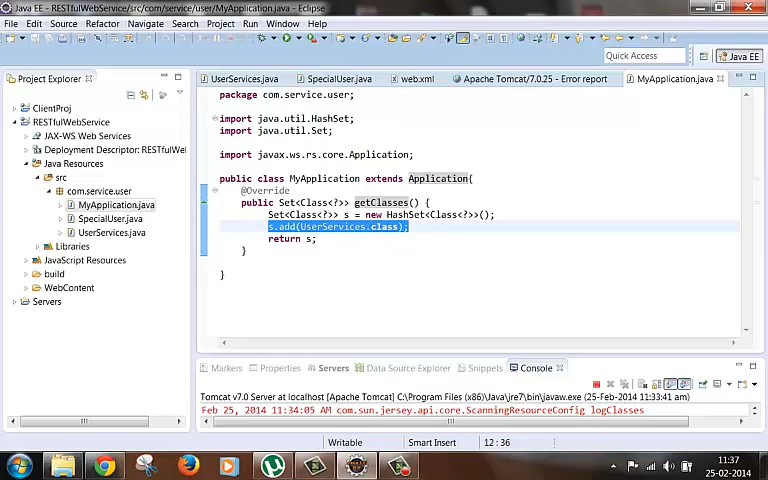 Java EE - RESTfulWebService/src/com/service/user/MyApplication.java - Eclipse
File Edit Source Refactor Navigate Search Project Run Window Help
Quick Access
Java EE
Project Explorer
UserServices.java
SpecialUser.java
web.xml
Apache Tomcat/7.0.25 - Error report
MyApplication.java
ClientProj
RESTfulWebService
JAX-WS Web Services
Deployment Descriptor: RESTfulWel
Java Resources
src
com.service.user
MyApplication.java
SpecialUser.java
UserServices.java
Libraries
JavaScript Resources
build
WebContent
Servers
package com.service.user;
import java.util.HashSet;
import java.util.Set;
import javax.ws.rs.core.Application;
public class MyApplication extends Application{
@Override
public Set<Class<?>> getClasses() {
Set<Class<?>> s = new HashSet<Class<?>>();
s.add(UserServices.class);
return s;
}
}
Markers
Properties
Servers
Data Source Explorer
Snippets
Console
Tomcat v7.0 Server at localhost [Apache Tomcat] C:\Program Files (x86)\Java\jre7\bin\javaw.exe (25-Feb-2014 11:33:41 am)
Feb 25, 2014 11:34:05 AM com.sun.jersey.api.core.ScanningResourceConfig logClasses
Writable
Smart Insert
12 : 36
11:37
25-02-2014